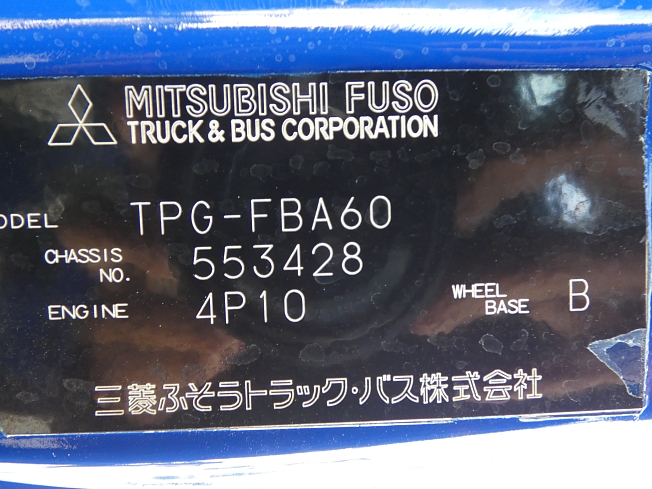 MITSUBISHI FUSO
TRUCK & BUS CORPORATION
ODEL TPG-FBA60
CHASSIS NO. 553428
ENGINE 4P10 WHEEL BASE B
三菱ふそうトラック・バス株式会社